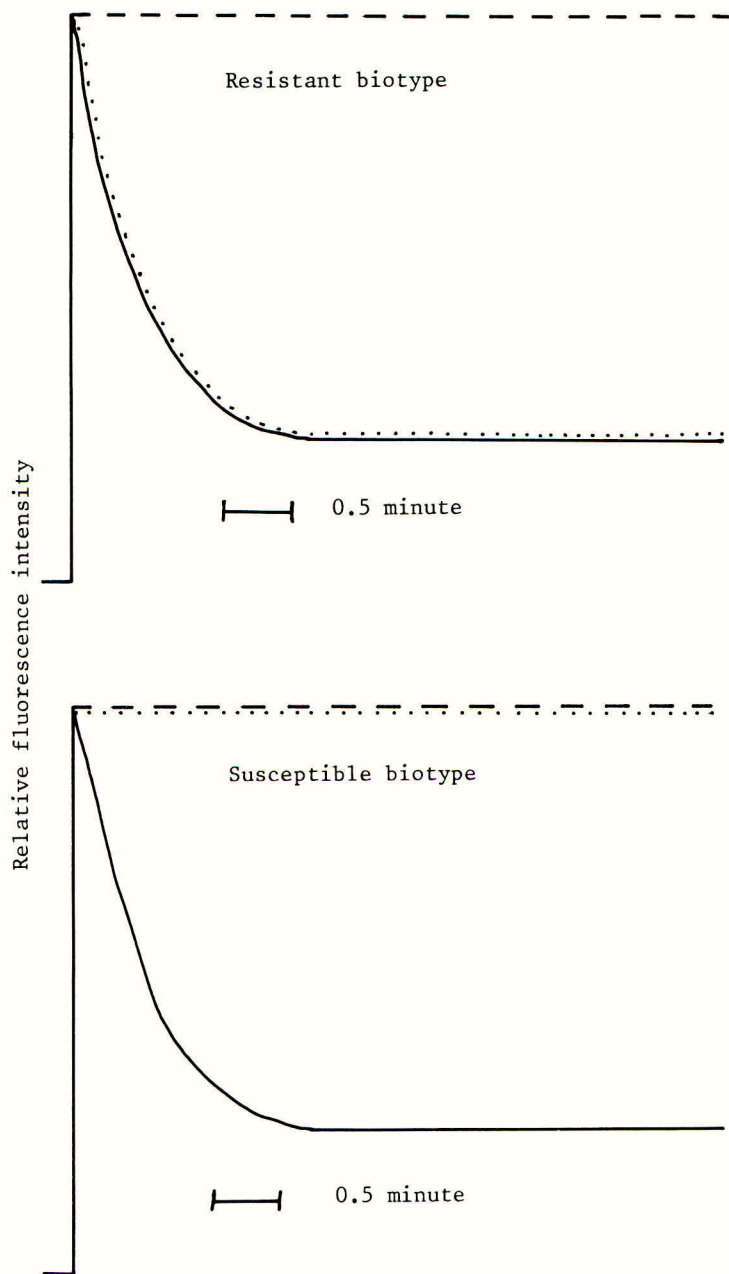 Resistant biotype
0.5 minute
Relative fluorescence intensity
Susceptible biotype
0.5 minute